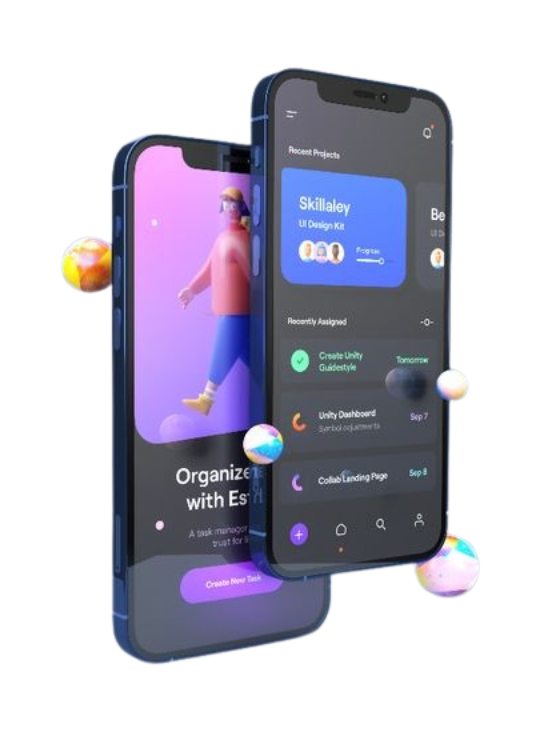 Recent Projects
Skillaley
UI Design Kit
Progress
Be
UI D
Recently Assigned
Create Unity
Guidestyle
Tomorrow
Unity Dashboard
Symbol adjustments
Sep 7
Collab Landing Page
Sep 8
Organize
with Est
A task manager
trust for
Create New Task